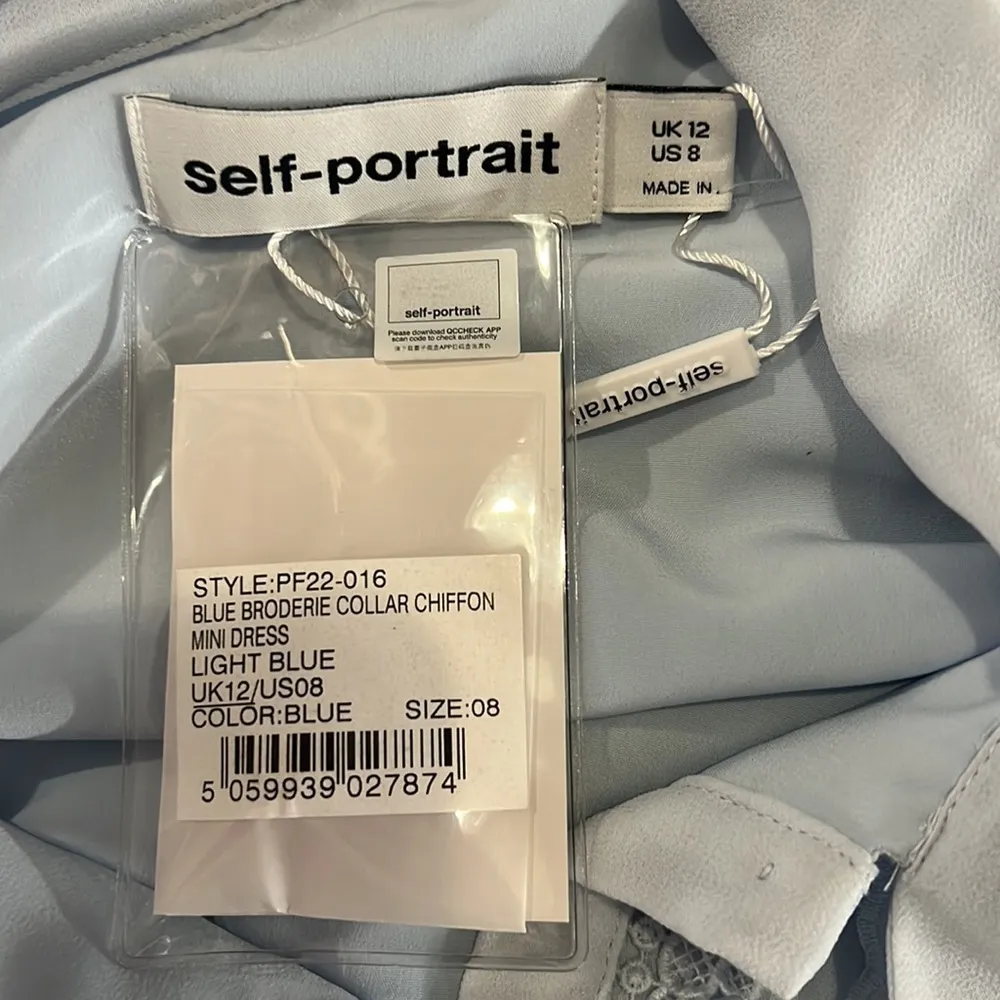 self-portrait
UK 12
US 8
MADE IN
self-portrait
Please download QCCHECK APP
scan code to check authenticity
self-portrait
STYLE:PF22-016
BLUE BRODERIE COLLAR CHIFFON
MINI DRESS
LIGHT BLUE
UK12/US08
COLOR:BLUE SIZE:08
5 059939 027874